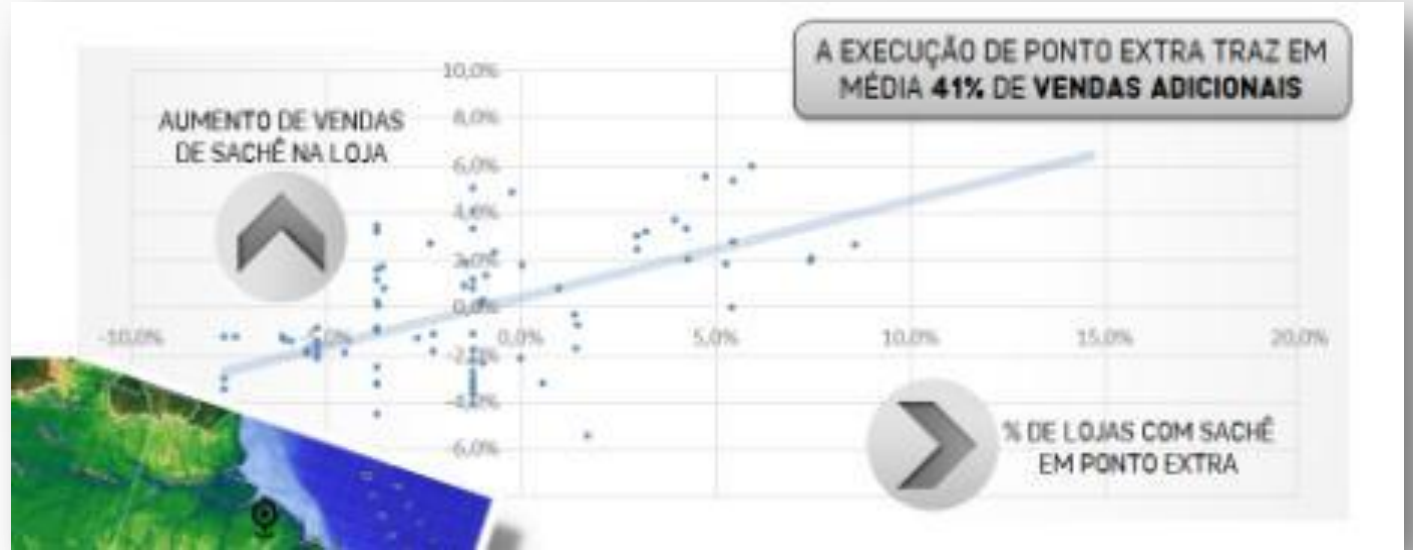 A EXECUÇÃO DE PONTO EXTRA TRAZ EM
MÉDIA 41% DE VENDAS ADICIONAIS
AUMENTO DE VENDAS
DE SACHÊ NA LOJA
10,0%
8,0%
6,0%
4,0%
2,0%
0,0%
-10,0%
0,0%
5,0%
10,0%
15,0%
20,0%
-2,0%
-4,0%
-6,0%
% DE LOJAS COM SACHÊ
EM PONTO EXTRA